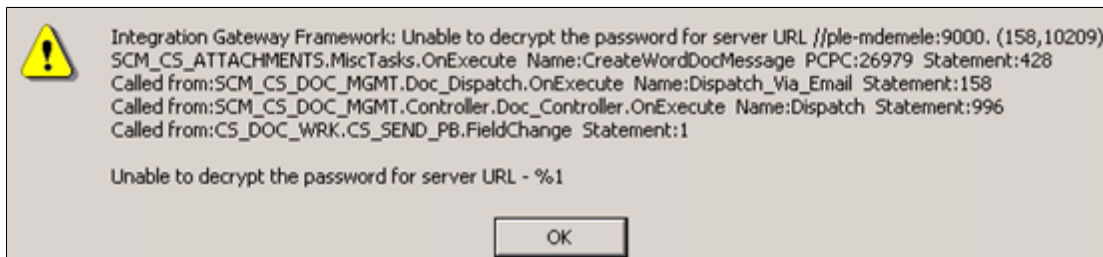 Integration Gateway Framework: Unable to decrypt the password for server URL //ple-mdemele:9000. (158,10209)
SCM_CS_ATTACHMENTS.MiscTasks.OnExecute Name:CreateWordDocMessage PCPC:26979 Statement:428
Called from:SCM_CS_DOC_MGMT.Doc_Dispatch.OnExecute Name:Dispatch_Via_Email Statement:158
Called from:SCM_CS_DOC_MGMT.Controller.Doc_Controller.OnExecute Name:Dispatch Statement:996
Called from:CS_DOC_WRK.CS_SEND_PB.FieldChange Statement:1
Unable to decrypt the password for server URL - %1
OK